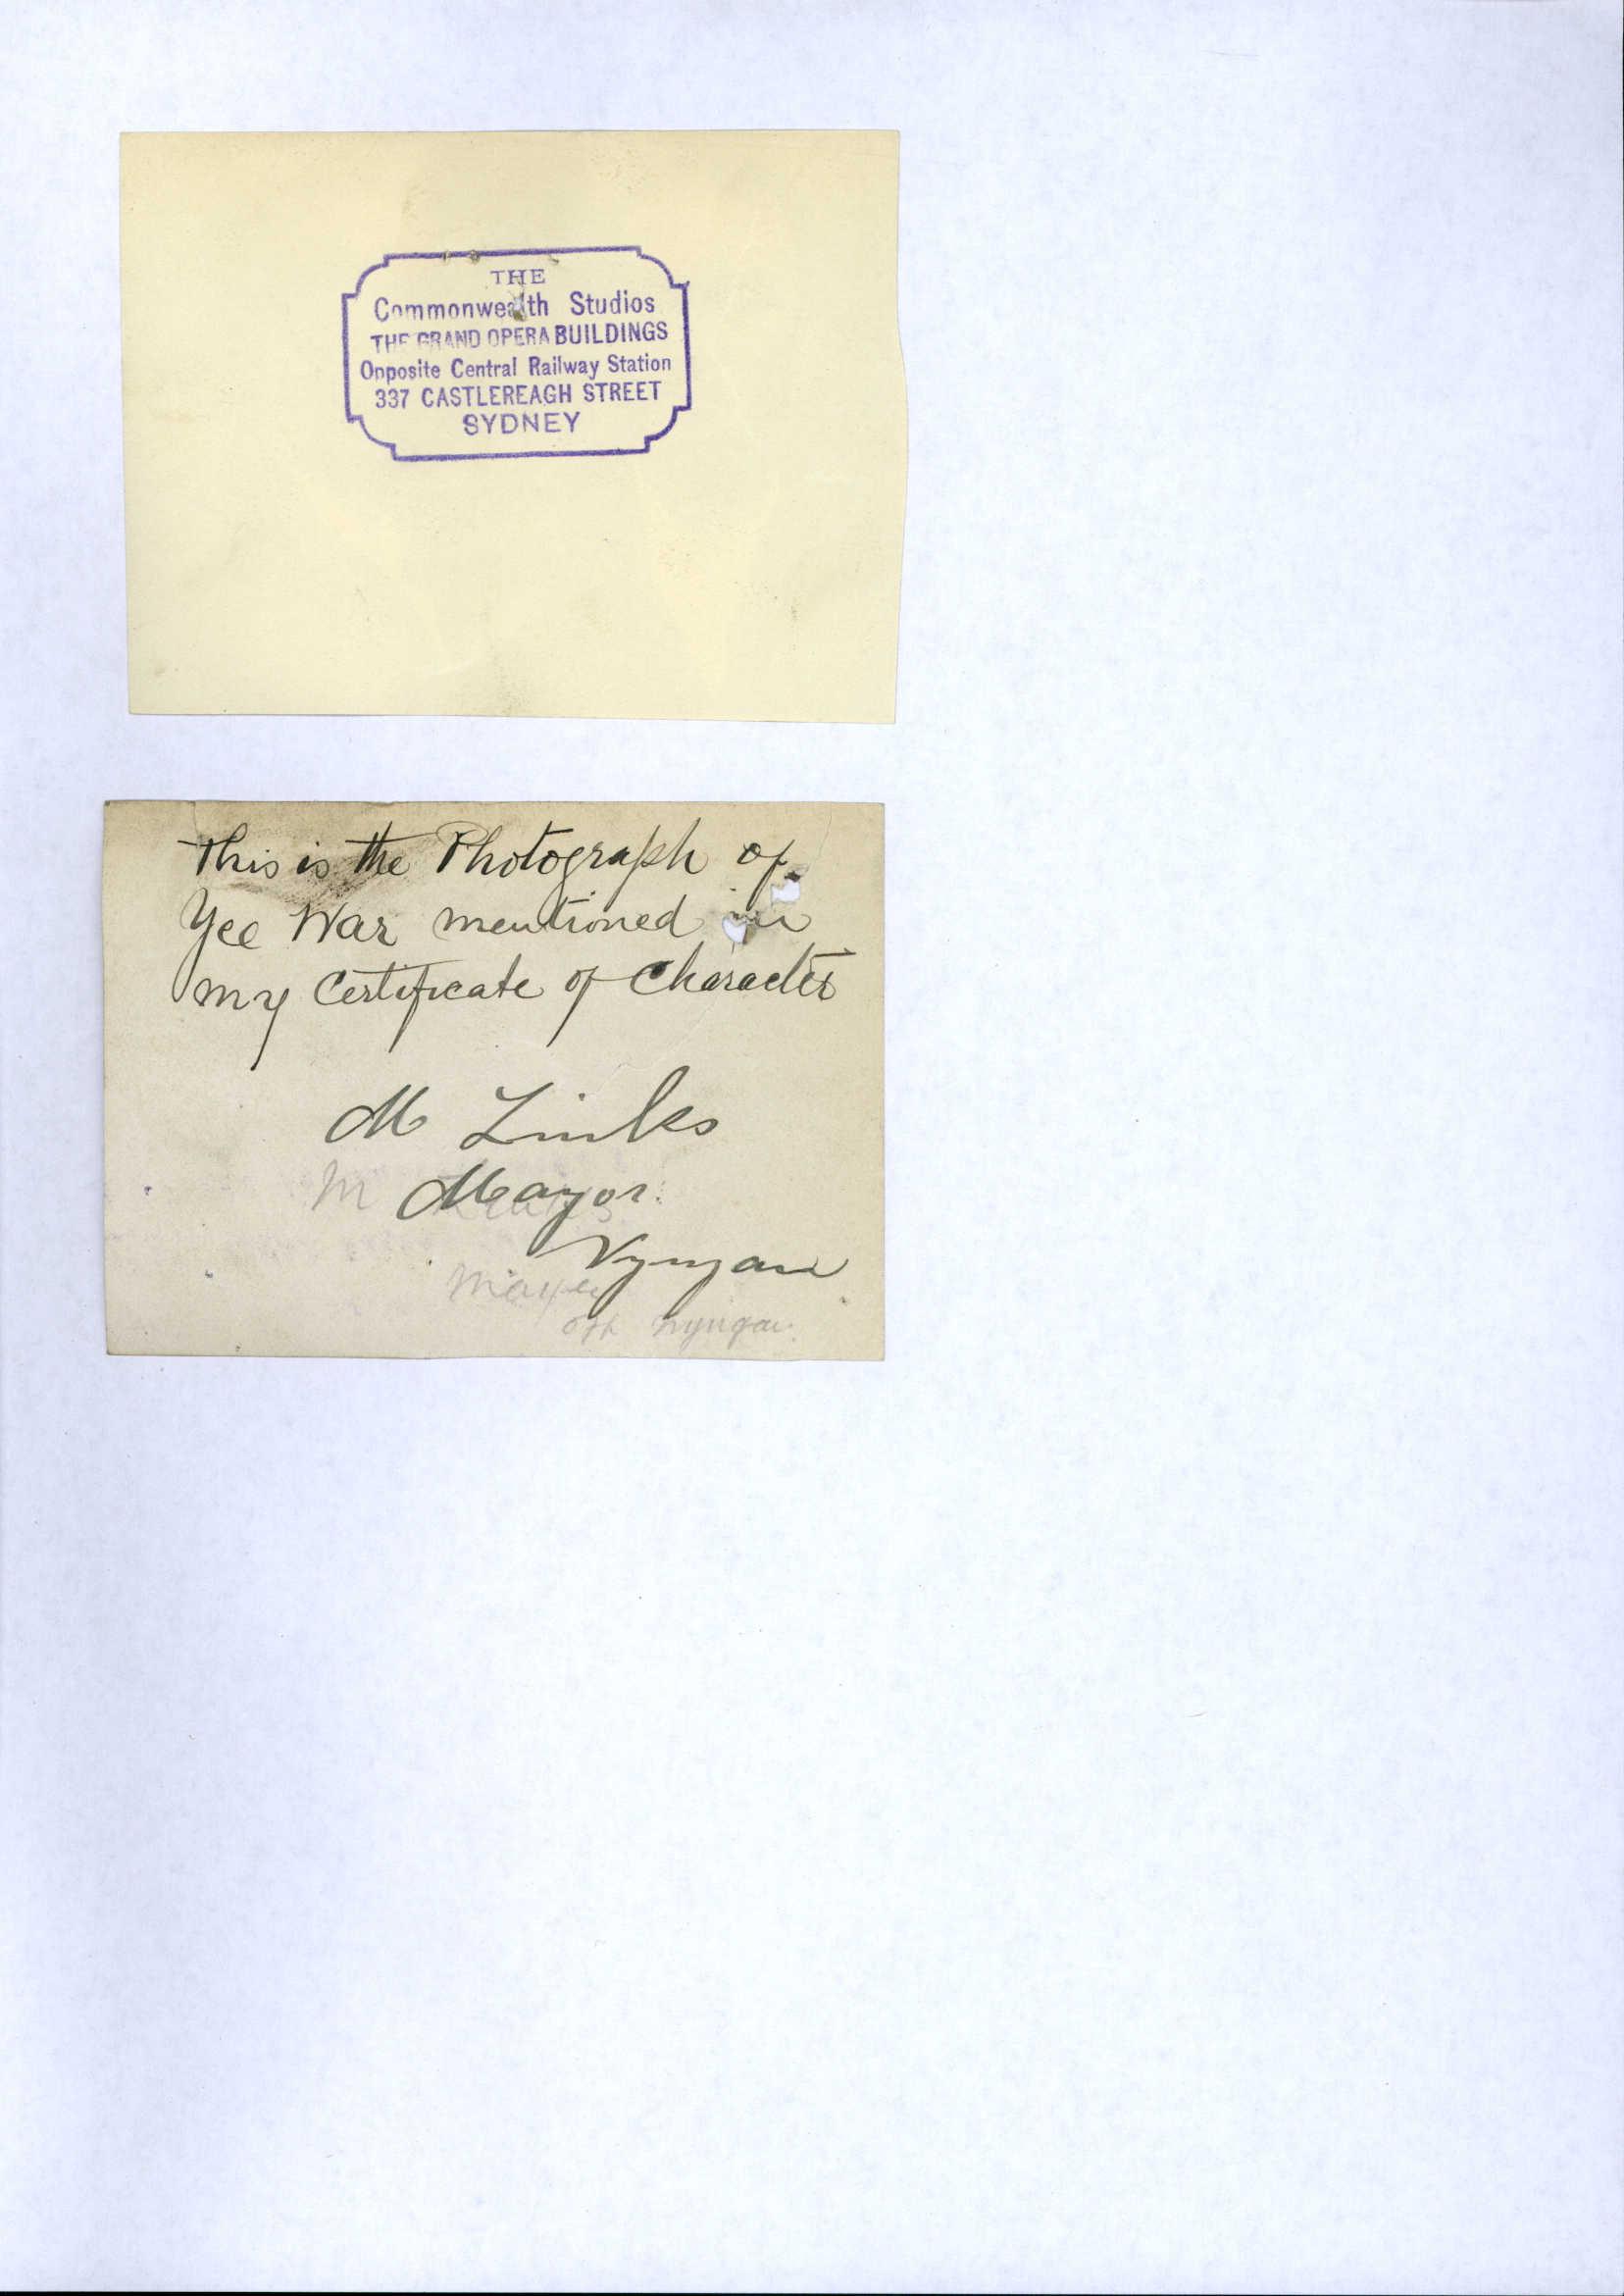 THE
Commonwealth Studios
THE GRAND OPERA BUILDINGS
Opposite Central Railway Station
337 CASTLEREAGH STREET
SYDNEY
This is the Photograph of
Yee War mentioned in
my Certificate of Character
M Links
M Mayor
Nyngan
Mayor
of Nyngan